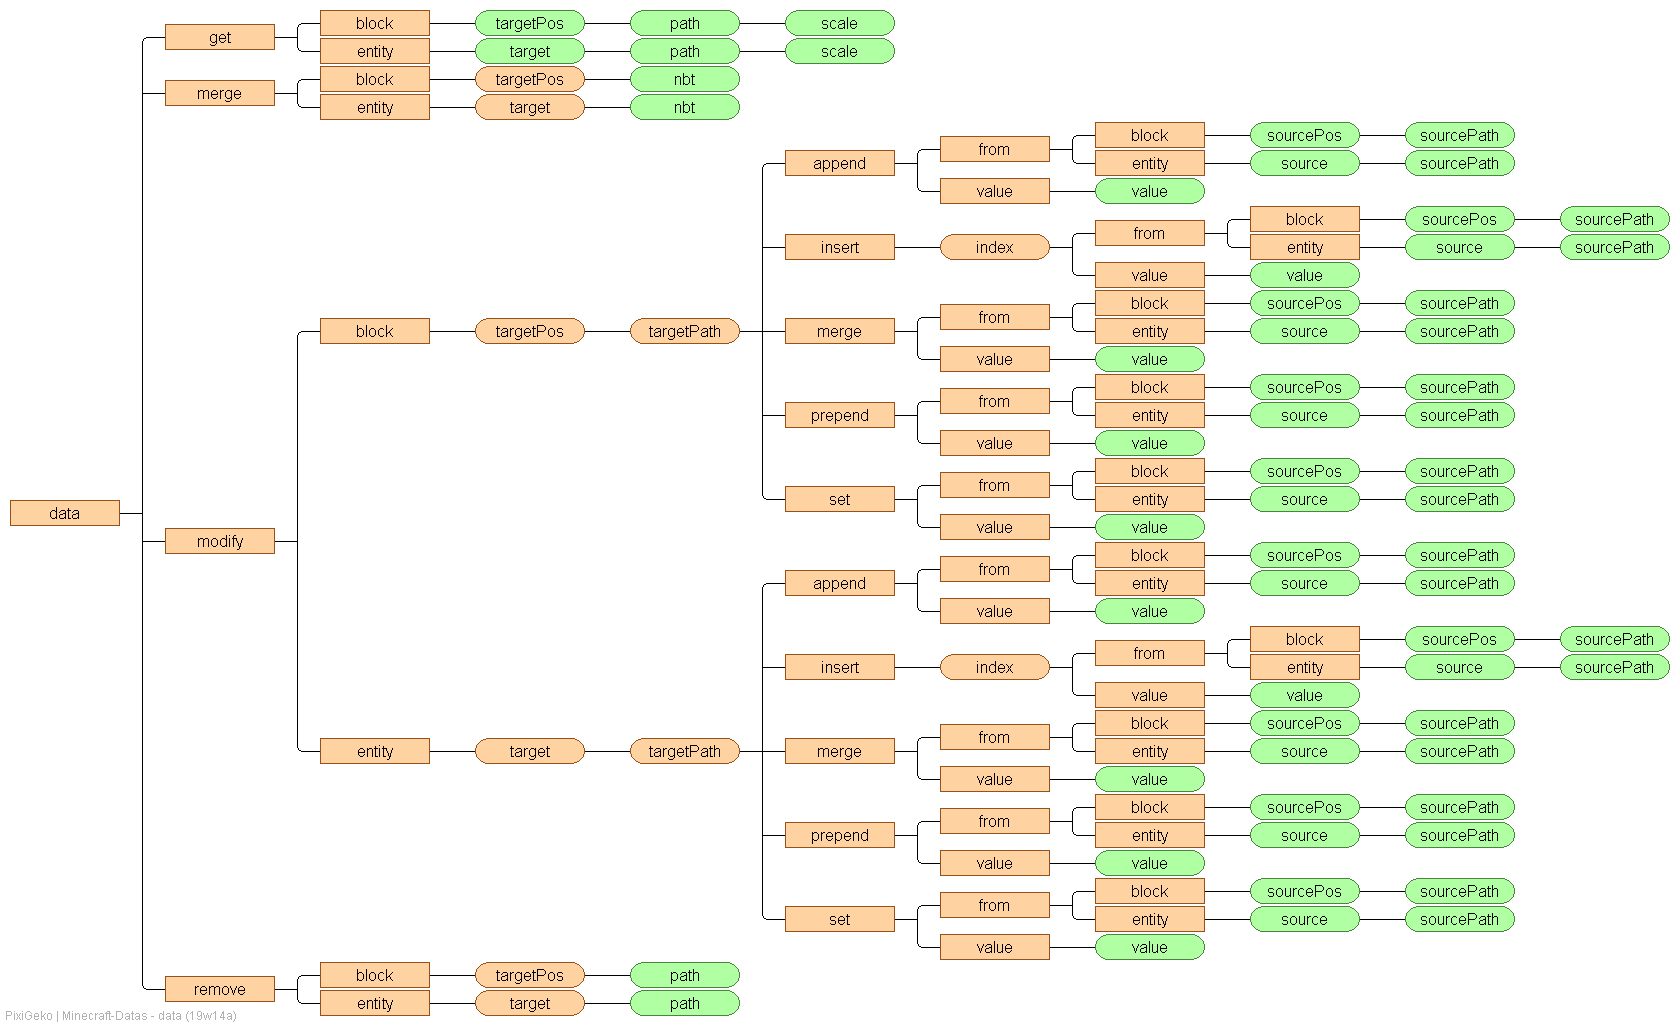 block targetPos path scale
get
entity target path scale
block targetPos nbt
merge
entity target nbt
block sourcePos sourcePath
from
append entity source sourcePath
value value
block sourcePos sourcePath
from
insert index entity source sourcePath
value value
block sourcePos sourcePath
from
block targetPos targetPath merge entity source sourcePath
value value
block sourcePos sourcePath
from
prepend entity source sourcePath
value value
block sourcePos sourcePath
from
set entity source sourcePath
data
value value
modify
block sourcePos sourcePath
from
append entity source sourcePath
value value
block sourcePos sourcePath
from
insert index entity source sourcePath
value value
block sourcePos sourcePath
from
entity target targetPath merge entity source sourcePath
value value
block sourcePos sourcePath
from
prepend entity source sourcePath
value value
block sourcePos sourcePath
from
set entity source sourcePath
value value
block targetPos path
remove
entity target path
PixiGeko | Minecraft-Datas - data (19w14a)